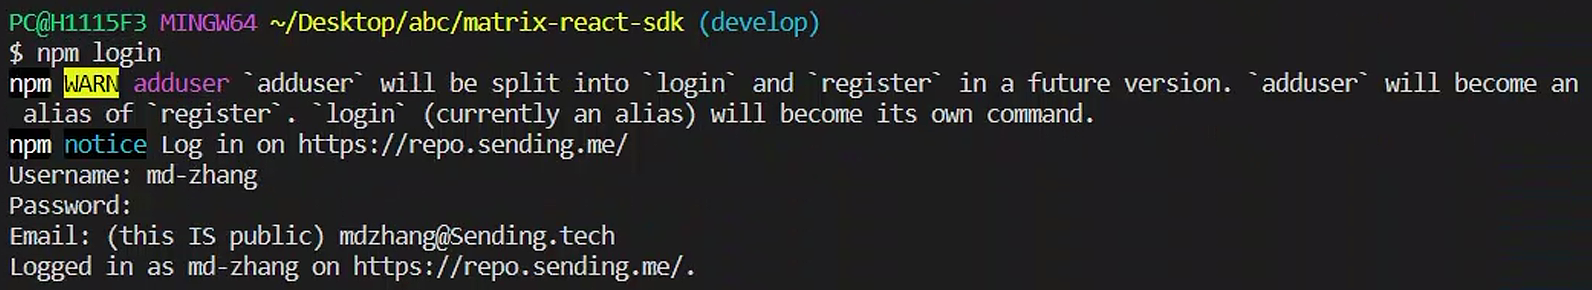 PC@H1115F3 MINGW64 ~/Desktop/abc/matrix-react-sdk (develop)
$ npm login
npm WARN adduser `adduser` will be split into `login` and `register` in a future version. `adduser` will become an
alias of `register`. `login` (currently an alias) will become its own command.
npm notice Log in on https://repo.sending.me/
Username: md-zhang
Password:
Email: (this IS public) mdzhang@Sending.tech
Logged in as md-zhang on https://repo.sending.me/.